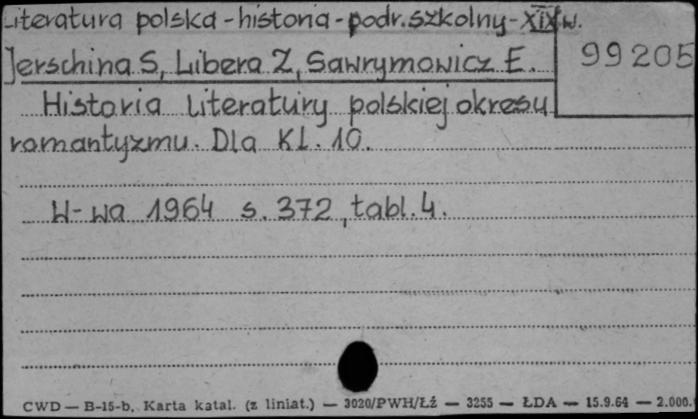 Literatura polska - historia - podr. szkolny - XIX w.
99205
Jerschina S, Libera Z, Sawrymowicz E.
Historia literatury polskiej okresu
romantyzmu. Dla Kl. 10.
W-wa 1964 s. 372, tabl. 4.
CWD — B-15-b, Karta katal. (z liniat.) — 3020/PWH/Łź — 3255 — ŁDA — 15.9.64 — 2.000.